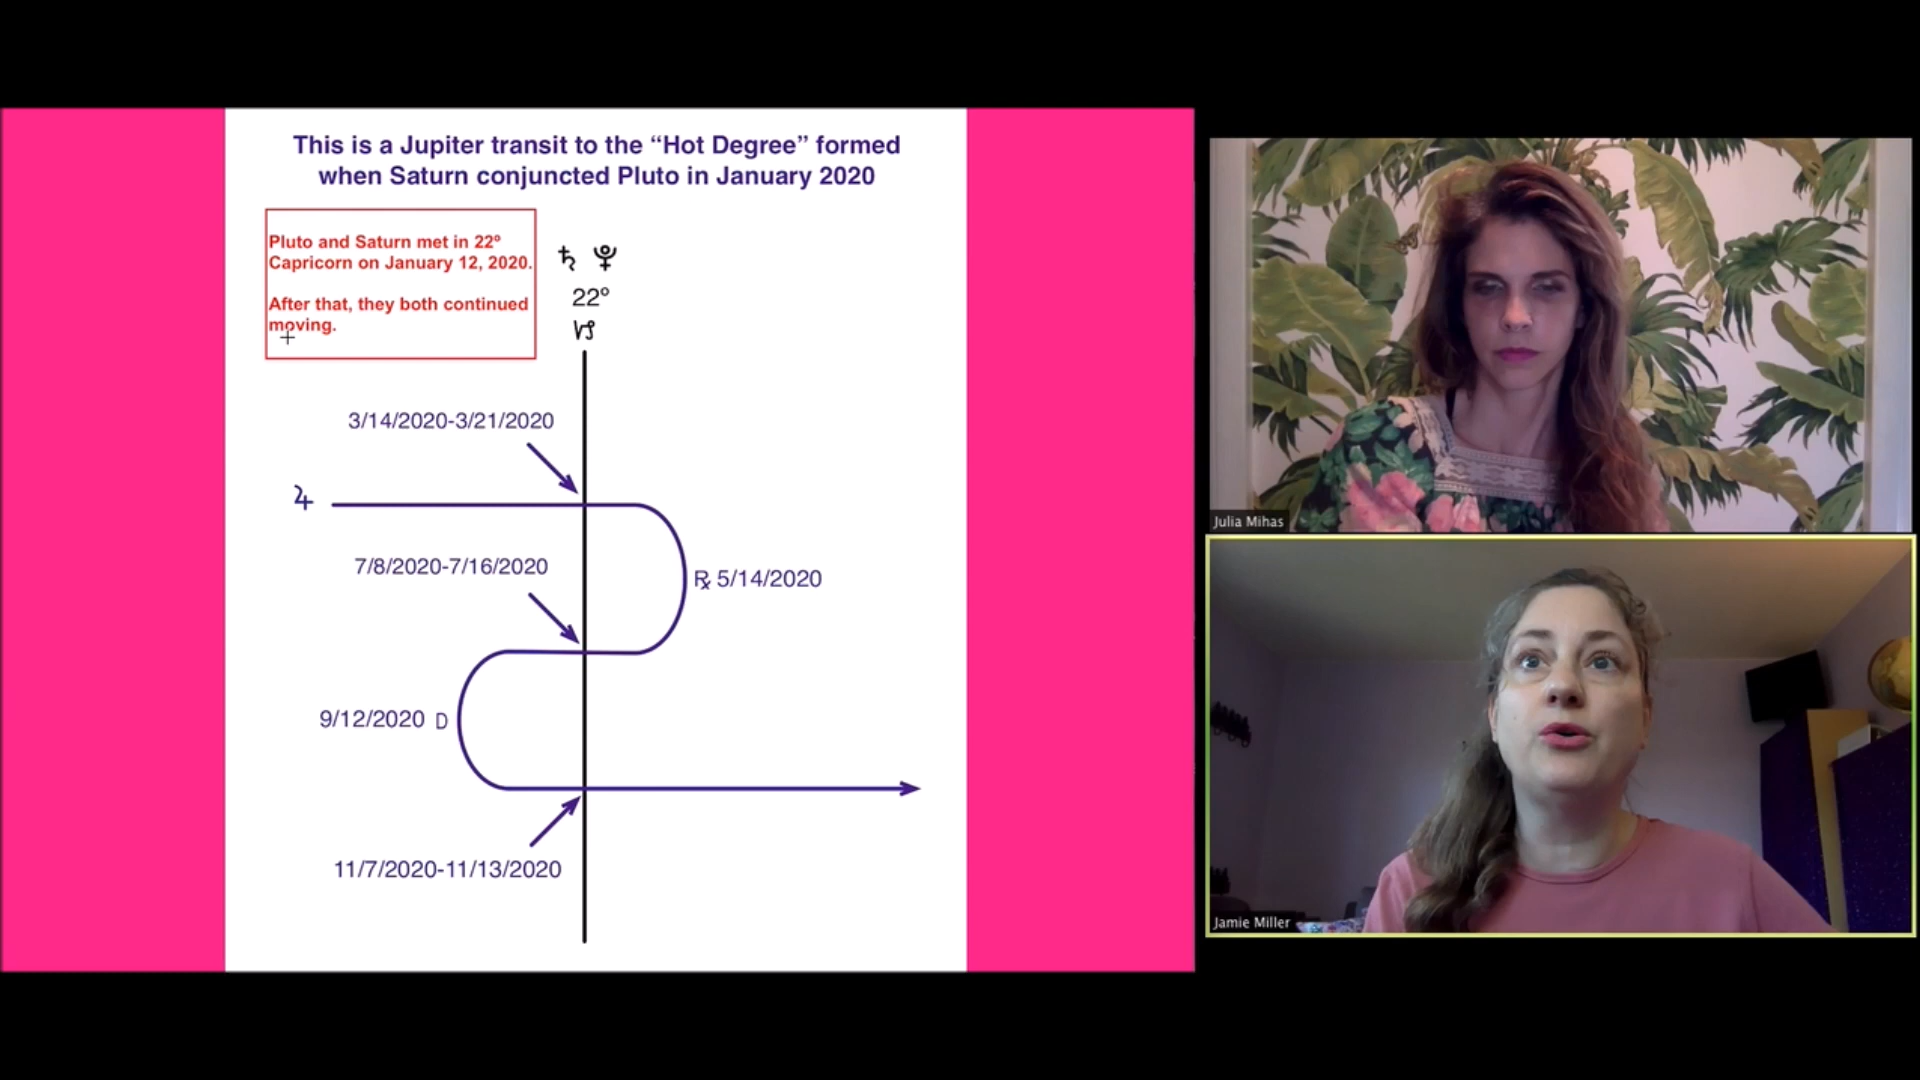 This is a Jupiter transit to the “Hot Degree” formed
when Saturn conjuncted Pluto in January 2020
Pluto and Saturn met in 22º
Capricorn on January 12, 2020.
After that, they both continued
moving.
♄ ♇
22º
♑
3/14/2020-3/21/2020
♃
7/8/2020-7/16/2020
℞ 5/14/2020
9/12/2020 D
11/7/2020-11/13/2020
Julia Mihas
Jamie Miller